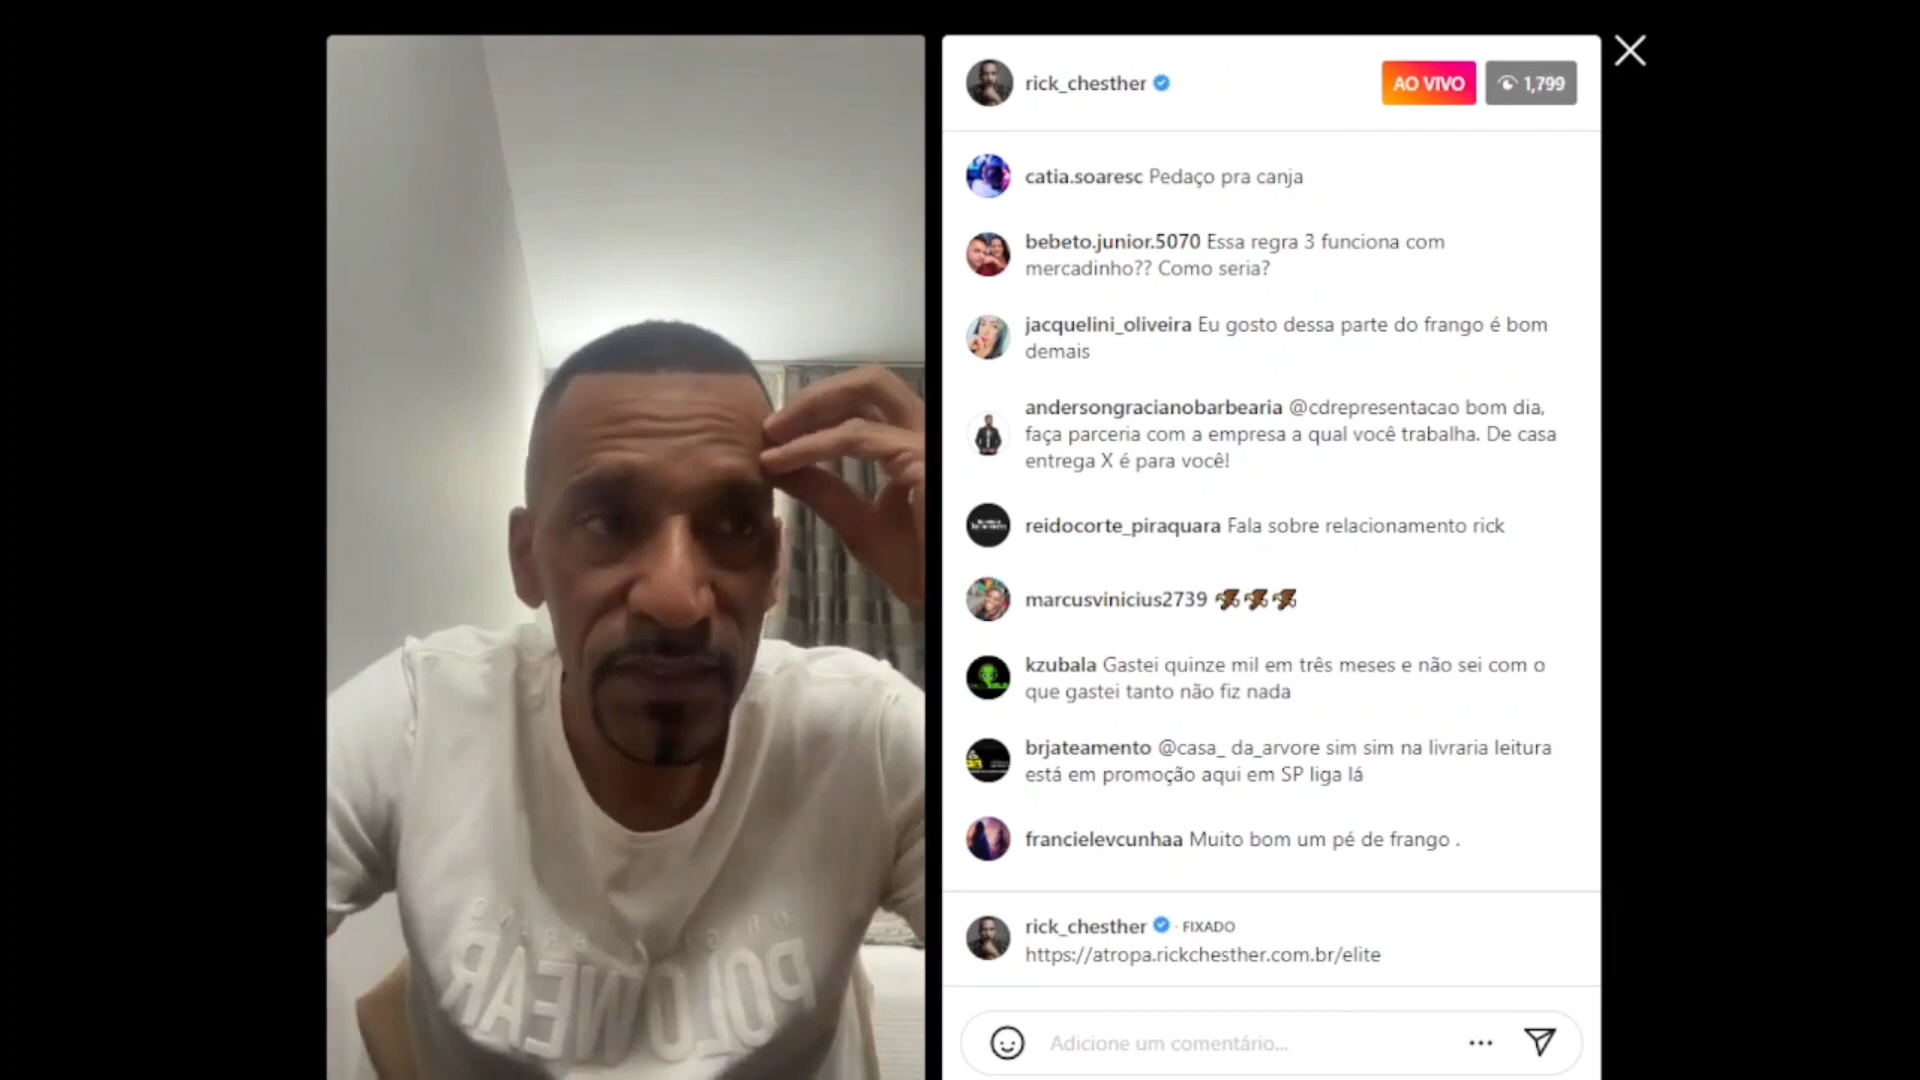 rick_chesther
AO VIVO
1,799
catia.soaresc Pedaço pra canja
bebeto.junior.5070 Essa regra 3 funciona com
mercadinho?? Como seria?
jacquelini_oliveira Eu gosto dessa parte do frango é bom
demais
andersongracianobarbearia @cdrepresentacao bom dia,
faça parceria com a empresa a qual você trabalha. De casa
entrega X é para você!
reidocorte_piraquara Fala sobre relacionamento rick
marcusvinicius2739
kzubala Gastei quinze mil em três meses e não sei com o
que gastei tanto não fiz nada
brjateamento @casa_ da_arvore sim sim na livraria leitura
está em promoção aqui em SP liga lá
francielevcunhaa Muito bom um pé de frango .
rick_chesther · FIXADO
https://atropa.rickchesther.com.br/elite
Adicione um comentário...
POLO WEAR